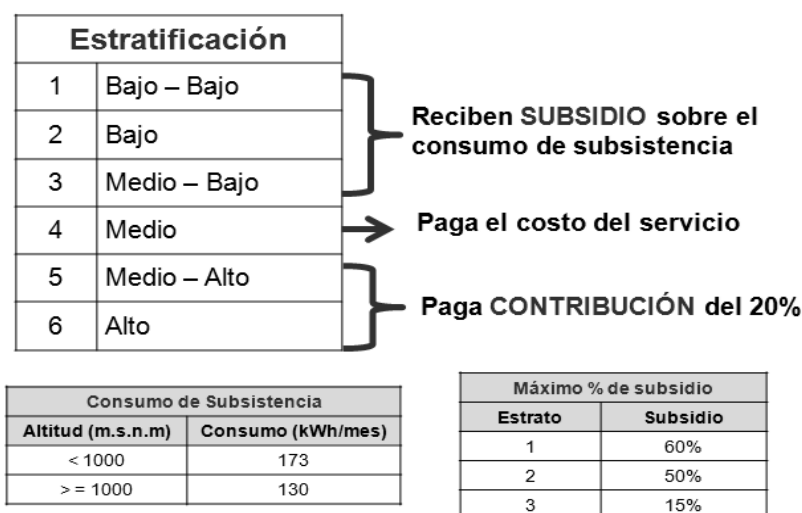 Estratificación
1 Bajo – Bajo
2 Bajo
3 Medio – Bajo
4 Medio
5 Medio – Alto
6 Alto
Reciben SUBSIDIO sobre el
consumo de subsistencia
Paga el costo del servicio
Paga CONTRIBUCIÓN del 20%
Consumo de Subsistencia
Altitud (m.s.n.m) Consumo (kWh/mes)
< 1000 173
> = 1000 130
Máximo % de subsidio
Estrato Subsidio
1 60%
2 50%
3 15%